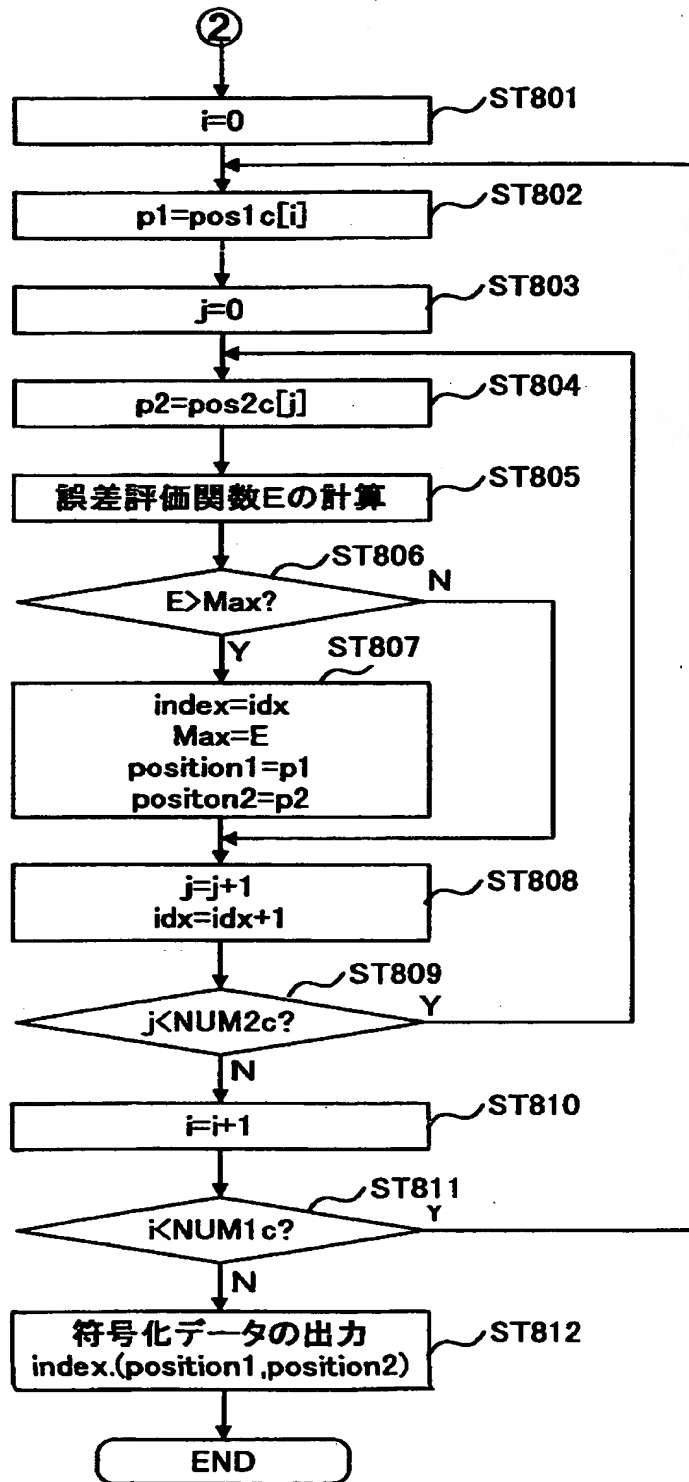 ②
ST801
i=0
ST802
p1=pos1c[i]
ST803
j=0
ST804
p2=pos2c[j]
ST805
誤差評価関数Eの計算
ST806
E>Max?
N
Y
ST807
index=idx
Max=E
position1=p1
positon2=p2
ST808
j=j+1
idx=idx+1
ST809
j<NUM2c?
Y
N
ST810
i=i+1
ST811
i<NUM1c?
Y
N
ST812
符号化データの出力
index.(position1,position2)
END